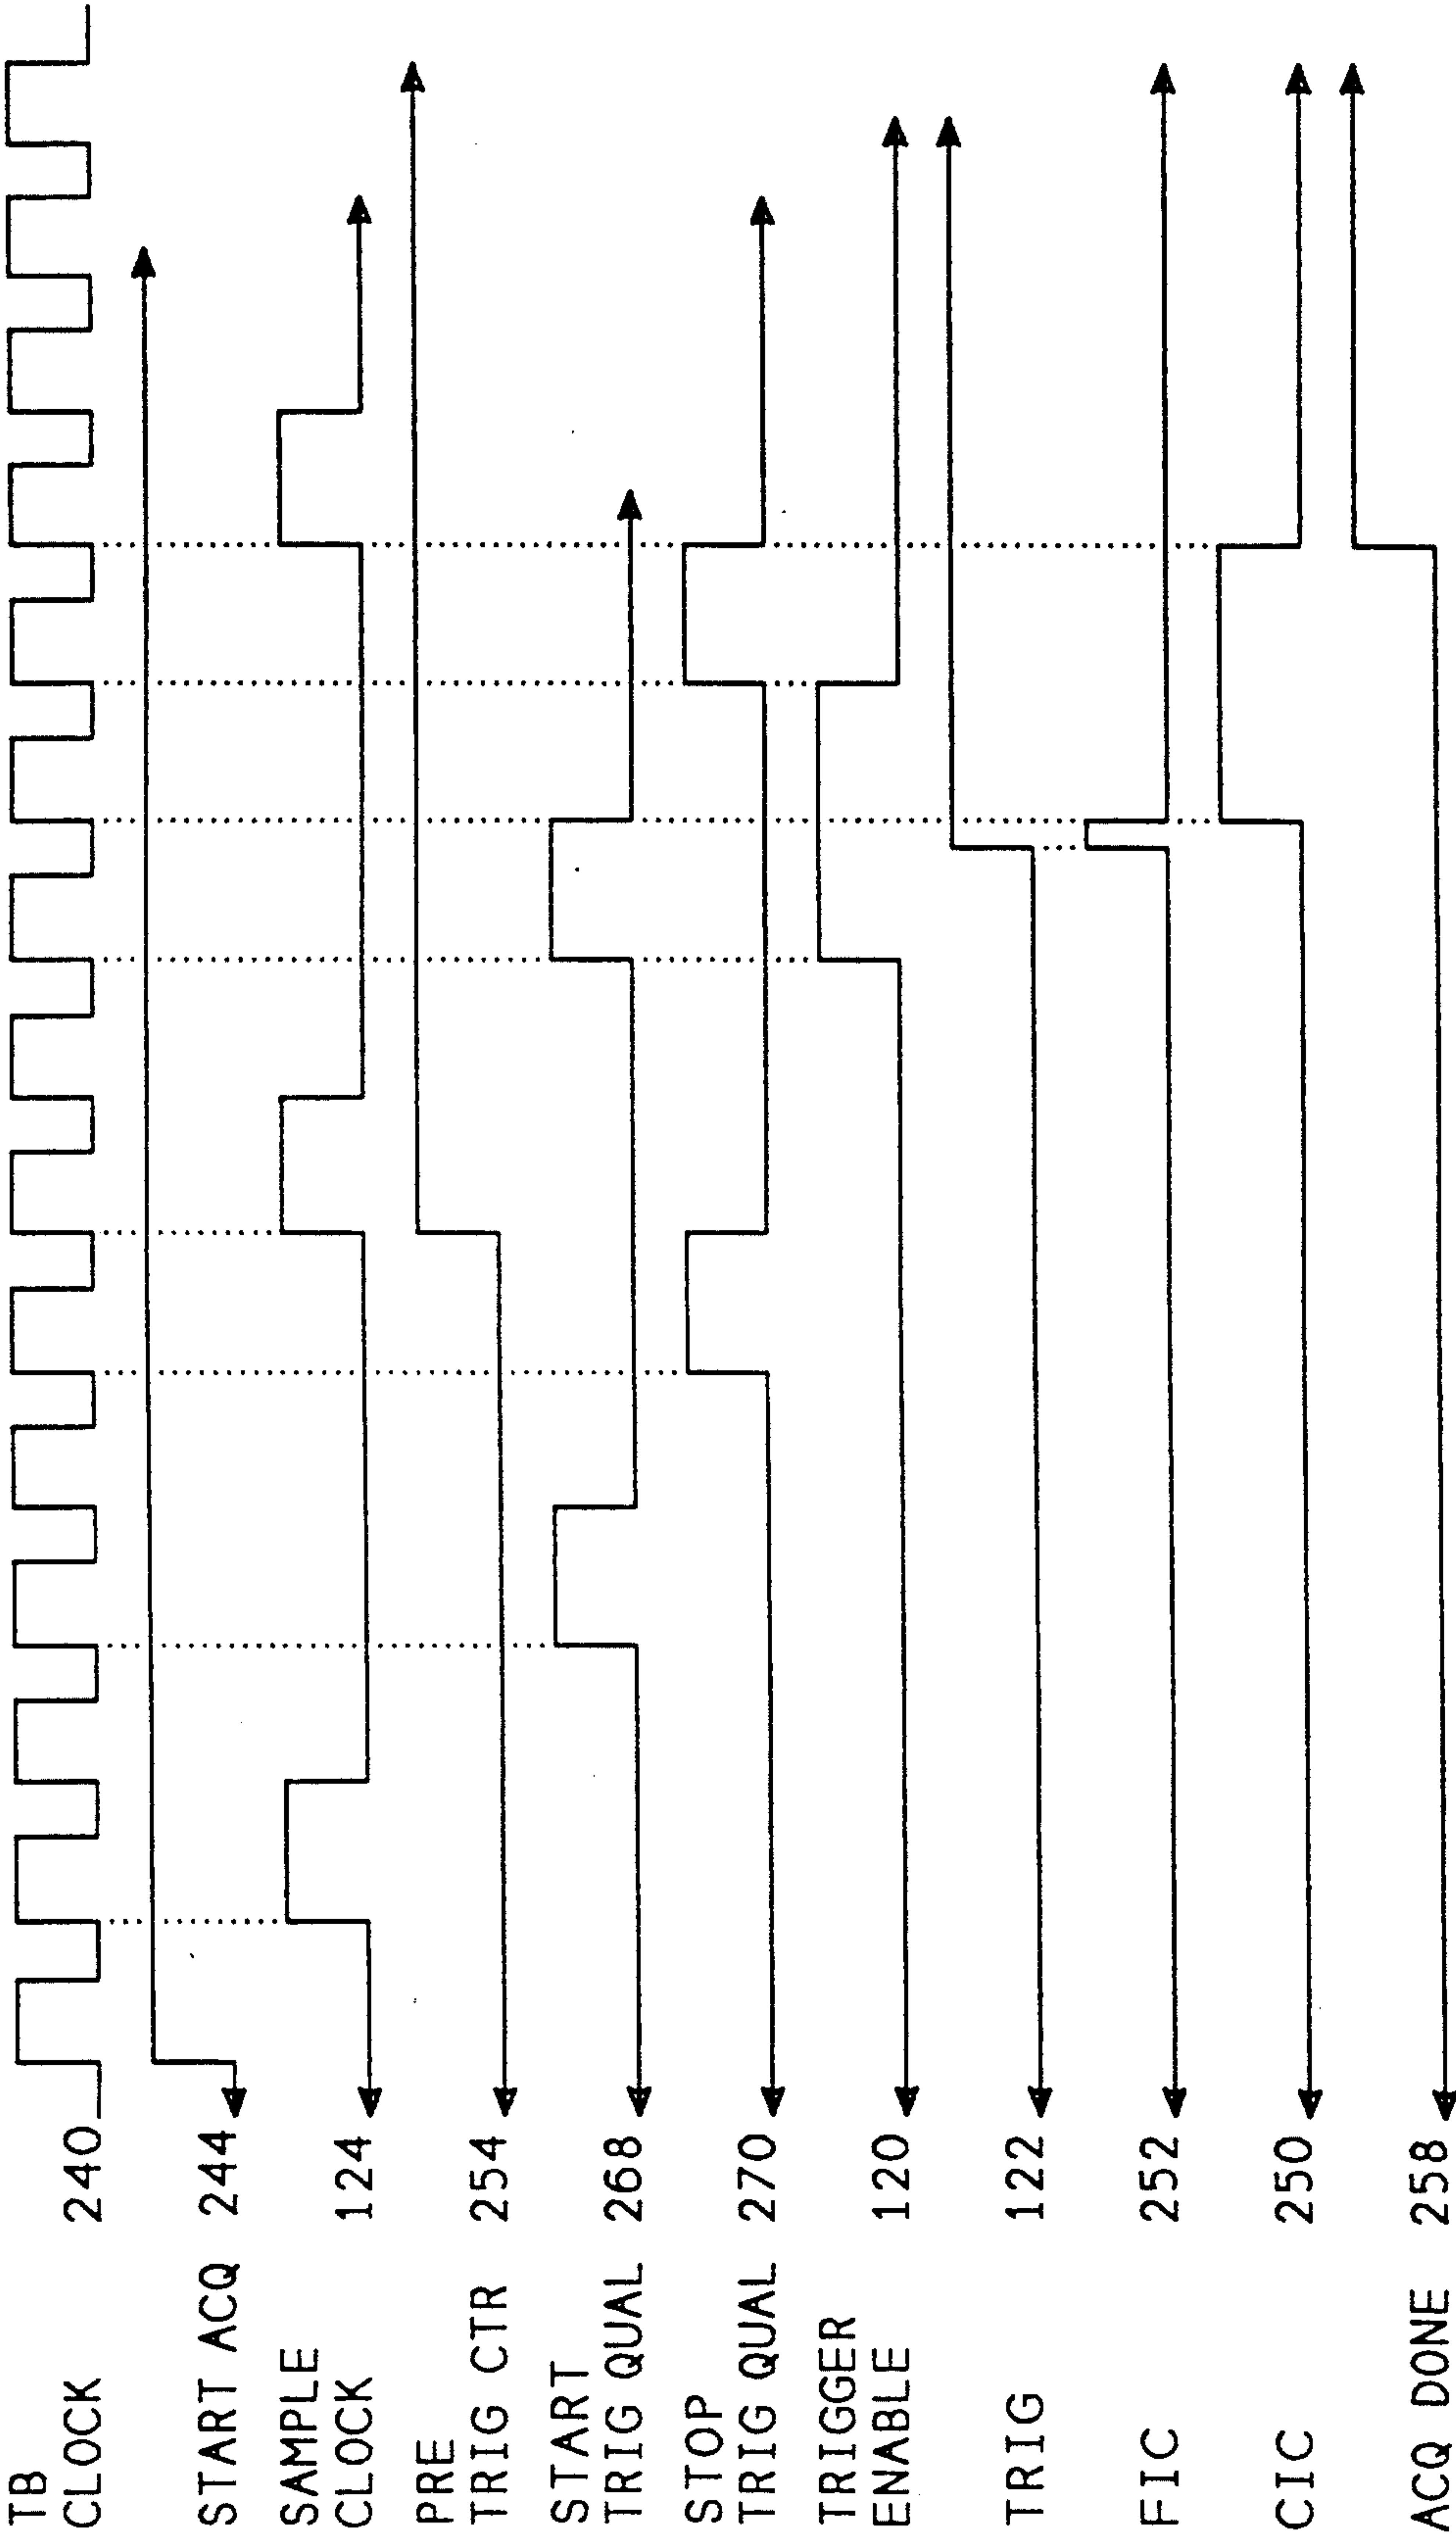 TB
CLOCK 240
START ACQ 244
SAMPLE
CLOCK 124
PRE
TRIG CTR 254
START
TRIG QUAL 268
STOP
TRIG QUAL 270
TRIGGER
ENABLE 120
TRIG 122
FIC 252
CIC 250
ACQ DONE 258